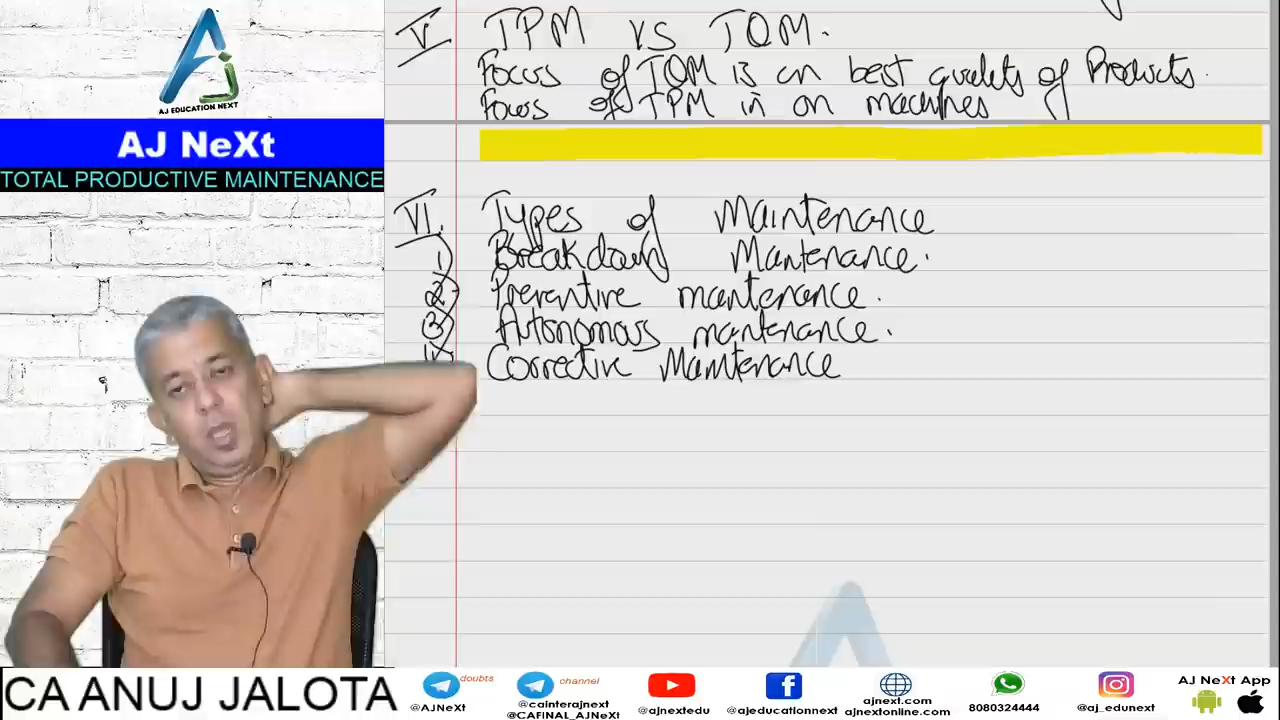 V TPM VS TQM.
Focus of TQM is on best quality of Products.
Focus of TPM is on machines
AJ EDUCATION NEXT
AJ NeXt
TOTAL PRODUCTIVE MAINTENANCE
VI. Types of Maintenance
1) Breakdown Maintenance.
2) Preventive maintenance.
3) Autonomous maintenance.
4) Corrective Maintenance
CA ANUJ JALOTA
doubts
@AJNeXt
channel
@cainterajnext
@CAFINAL_AJNeXt
@ajnextedu
@ajeducationnext
ajnext.com
ajnextonline.com
8080324444
@aj_edunext
AJ NeXt App